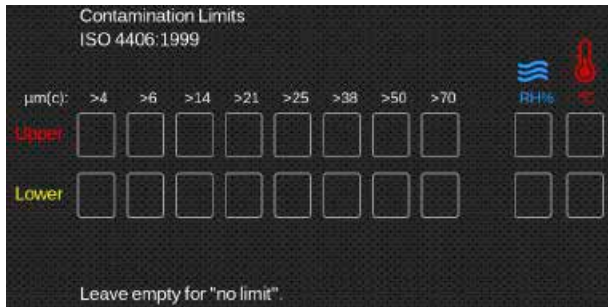 Contamination Limits
ISO 4406:1999
µm(c): >4 >6 >14 >21 >25 >38 >50 >70 RH% °C
Upper
Lower
Leave empty for "no limit".